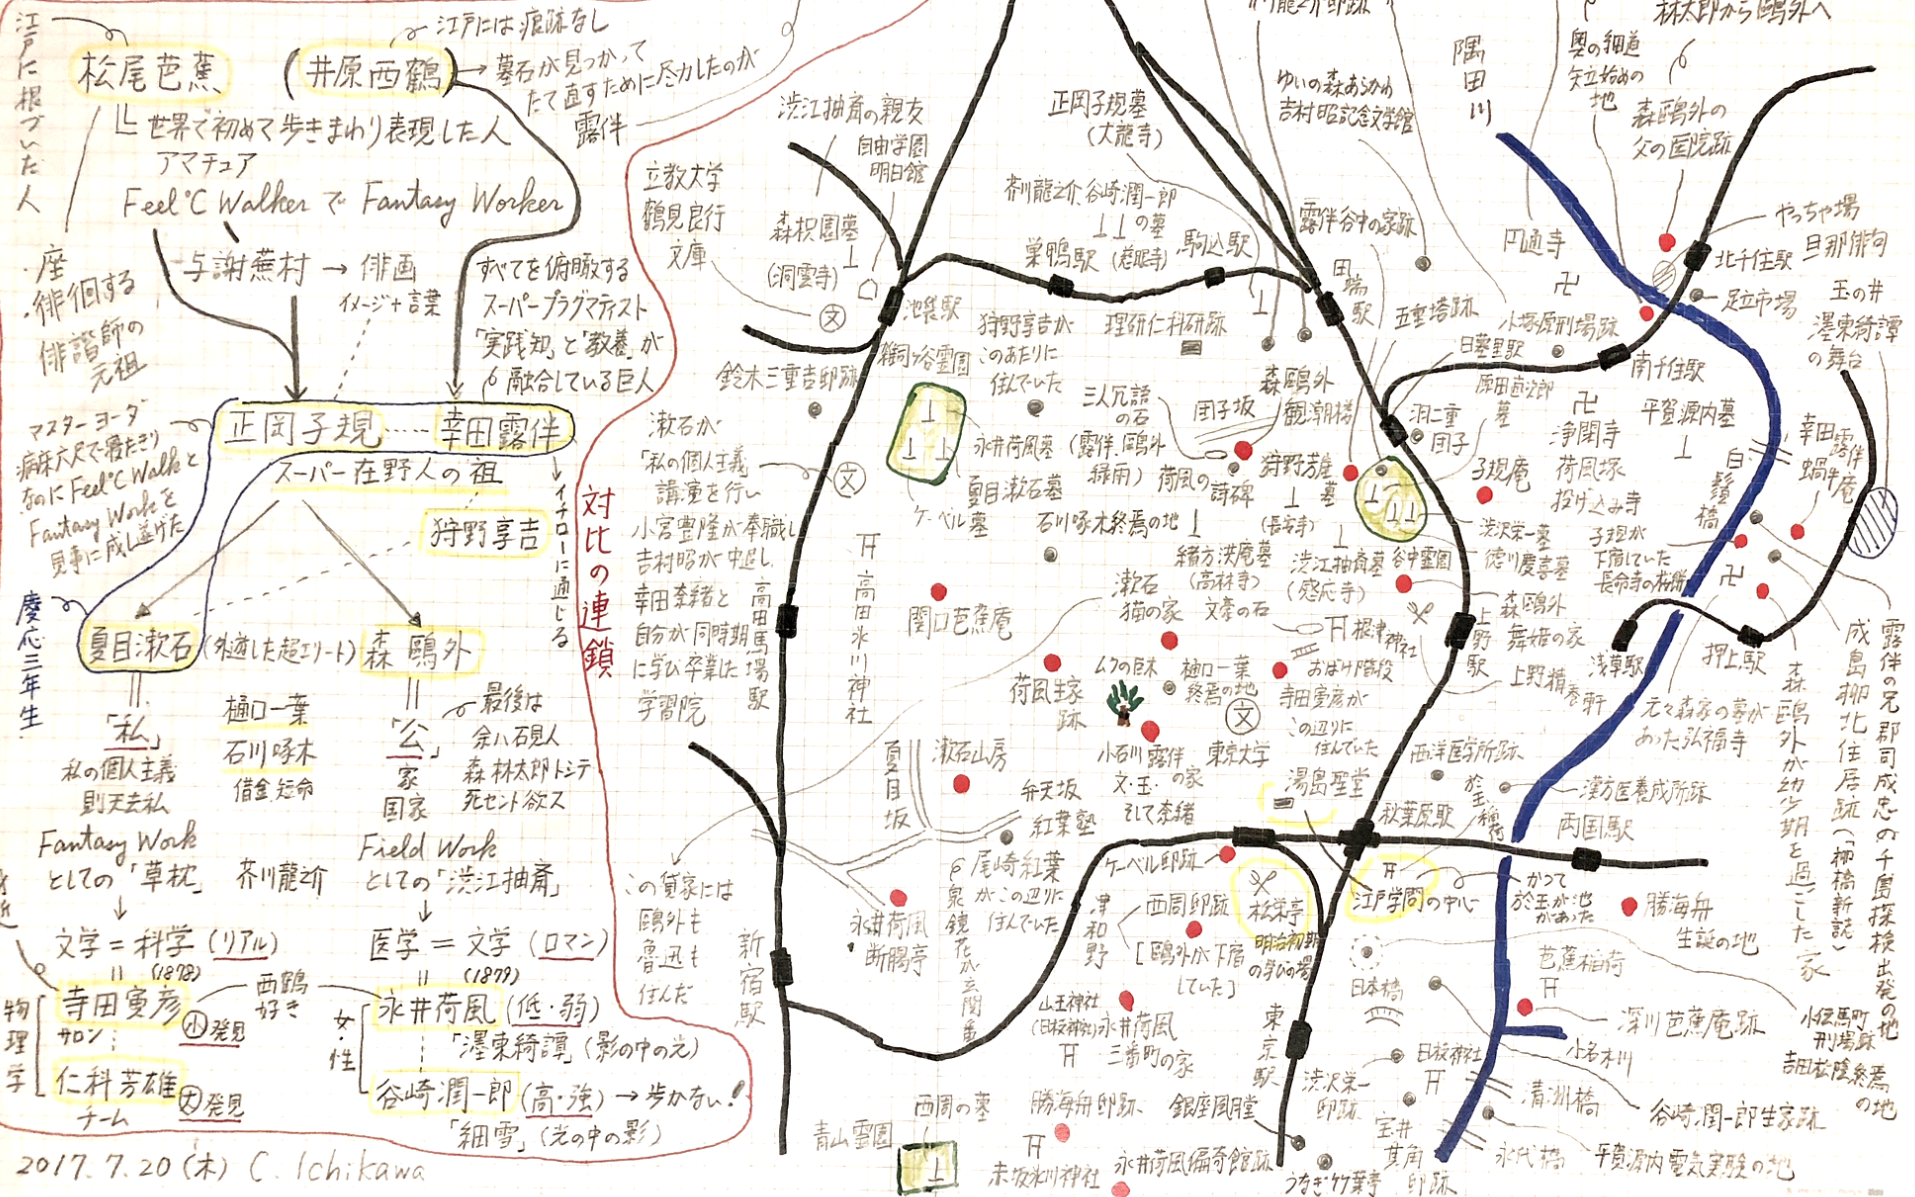 江戸に根づいた人
松尾芭蕉
(井原西鶴)
江戸には痕跡なし
→墓石が見つかって
たて直すために尽力したのが
露伴
世界で初めて歩きまわり表現した人
アマチュア
Feel℃ Walker で Fantasy Worker
・座
・俳徊する
俳諧師の
元祖
与謝蕪村 → 俳画
イメージ+言葉
すべてを俯瞰する
スーパープラグマティスト
「実践知」と「教養」が
融合している巨人
マスターヨーダ
病床六尺で寝たきり
なのにFeel℃ Walkと
Fantasy Workを
見事に成し遂げた
正岡子規……幸田露伴
スーパー在野人の祖
イチローに通じる
狩野亨吉
慶応三年生
夏目漱石(外道した超エリート)
森鷗外
「私」
私の個人主義
則天去私
樋口一葉
石川啄木
借金、短命
「公」
家
国家
最後は
余ハ石見人
森林太郎トシテ
死セント欲ス
Fantasy Work
としての「草枕」
芥川龍之介
Field Work
としての「渋江抽斎」
文学=科学(リアル)
(1878)
医学=文学(ロマン)
(1879)
物理学
寺田寅彦
サロン
小発見
西鶴
好き
仁科芳雄
チーム
大発見
女・性
永井荷風(低・弱)
「濹東綺譚」(影の中の光)
谷崎潤一郎(高・強)→歩かない!
「細雪」(光の中の影)
2017.7.20(木) C. Ichikawa
対比の連鎖
立教大学
鶴見良行
文庫
渋江抽斎の親友
森枳園墓
(洞雲寺)
自由学園
明日館
池袋駅
正岡子規墓
(大龍寺)
芥川龍之介 谷崎潤一郎
の墓
(慈眼寺)
巣鴨駅
駒込駅
田端駅
ゆいの森あらかわ
吉村昭記念文学館
隅田川
奥の細道
矢立始めの
地
林太郎から鷗外へ
森鷗外の
父の医院跡
やっちゃ場
旦那俳句
北千住駅
足立市場
玉の井
濹東綺譚
の舞台
円通寺
露伴谷中の家跡
五重塔跡
小塚原刑場跡
日暮里駅
南千住駅
鈴木三重吉邸跡
雑司ヶ谷霊園
狩野亨吉が
このあたりに
住んでいた
理研仁科研跡
永井荷風墓
夏目漱石墓
ケーベル墓
三人冗語
の石
(露伴、鷗外
緑雨)
団子坂
森鷗外
観潮楼
荷風の
詩碑
狩野芳崖
墓
(長安寺)
羽二重
団子
子規庵
浄閑寺
荷風塚
投げ込み寺
平賀源内墓
白鬚橋
幸田露伴
蝸牛庵
漱石が
「私の個人主義」
講演を行い
小宮豊隆が奉職し
吉村昭が中退し
幸田奈緒と
自分が同時期
に学び卒業した
学習院
高田馬場駅
高田氷川神社
関口芭蕉庵
石川啄木終焉の地
緒方洪庵墓
(高林寺)
渋江抽斎墓
(感応寺)
谷中霊園
渋沢栄一墓
徳川慶喜墓
子規が
下宿していた
長命寺の桜餅
漱石
猫の家
文豪の石
根津神社
森鷗外
舞姫の家
上野駅
上野精養軒
浅草駅
押上駅
荷風生家
跡
ムクの巨木
樋口一葉
終焉の地
おばけ階段
寺田寅彦が
この辺りに
住んでいた
元々森家の墓が
あった弘福寺
森鷗外が幼少期を過ごした家
成島柳北住居跡(「柳橋新誌」)
露伴の兄郡司成忠の千島探検出発の地
夏目坂
漱石山房
小石川露伴
の家
文・玉・
そして奈緒
東京大学
湯島聖堂
西洋医学所跡
於玉稲荷
漢方医養成所跡
秋葉原駅
両国駅
弁天坂
紅葉塾
尾崎紅葉
がこの辺りに
住んでいた
泉鏡花が玄関番
この貸家には
鷗外も
魯迅も
住んだ
新宿駅
永井荷風
断腸亭
ケーベル邸跡
津和野
西周邸跡
[鷗外が下宿
していた]
松栄亭
明治初期
の学びの場
江戸学問の中心
かつて
於玉が池
があった
勝海舟
生誕の地
芭蕉稲荷
深川芭蕉庵跡
小名木川
小伝馬町
刑場跡
吉田松陰終焉
の地
日本橋
東京駅
山王神社
(日枝神社)
永井荷風
三番町の家
渋沢栄一
邸跡
日枝神社
清洲橋
谷崎潤一郎生家跡
平賀源内電気実験の地
永代橋
宝井
其角
邸跡
青山霊園
西周の墓
勝海舟邸跡
赤坂氷川神社
銀座風月堂
永井荷風偏奇館跡
うなぎ竹葉亭